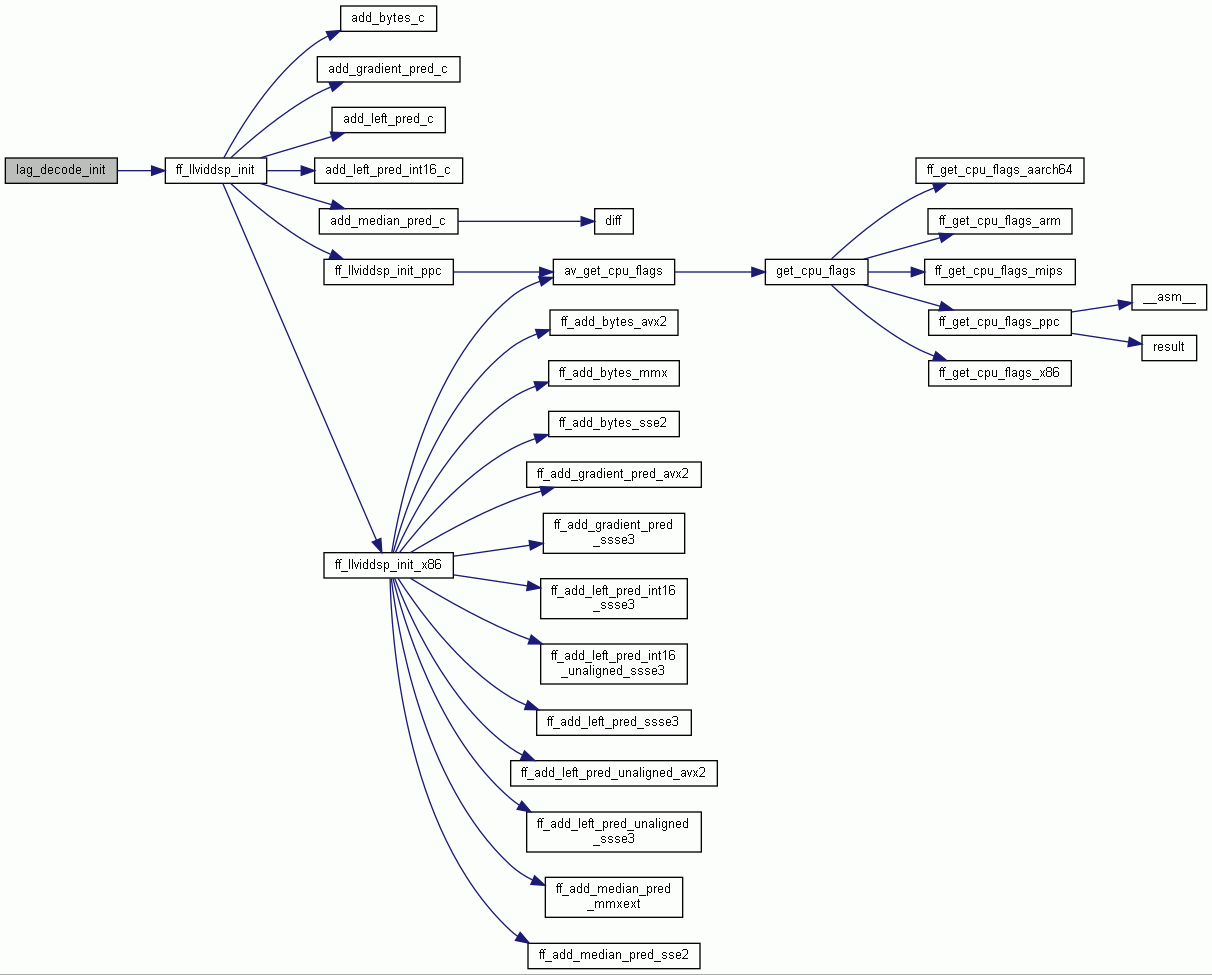 add_bytes_c
add_gradient_pred_c
add_left_pred_c
lag_decode_init
ff_llviddsp_init
add_left_pred_int16_c
ff_get_cpu_flags_aarch64
add_median_pred_c
diff
ff_get_cpu_flags_arm
ff_llviddsp_init_ppc
av_get_cpu_flags
get_cpu_flags
ff_get_cpu_flags_mips
__asm__
ff_add_bytes_avx2
ff_get_cpu_flags_ppc
result
ff_add_bytes_mmx
ff_get_cpu_flags_x86
ff_add_bytes_sse2
ff_add_gradient_pred_avx2
ff_add_gradient_pred
_ssse3
ff_llviddsp_init_x86
ff_add_left_pred_int16
_ssse3
ff_add_left_pred_int16
_unaligned_ssse3
ff_add_left_pred_ssse3
ff_add_left_pred_unaligned_avx2
ff_add_left_pred_unaligned
_ssse3
ff_add_median_pred
_mmxext
ff_add_median_pred_sse2